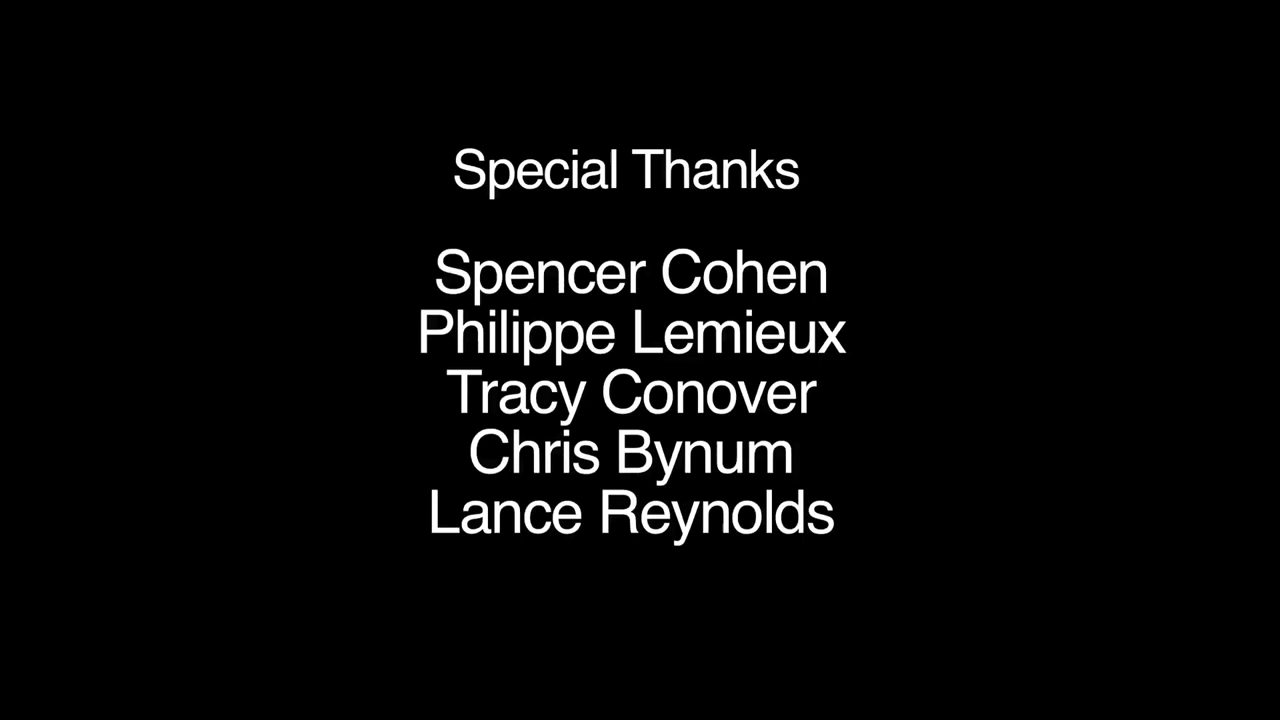 Special Thanks
Spencer Cohen
Philippe Lemieux
Tracy Conover
Chris Bynum
Lance Reynolds